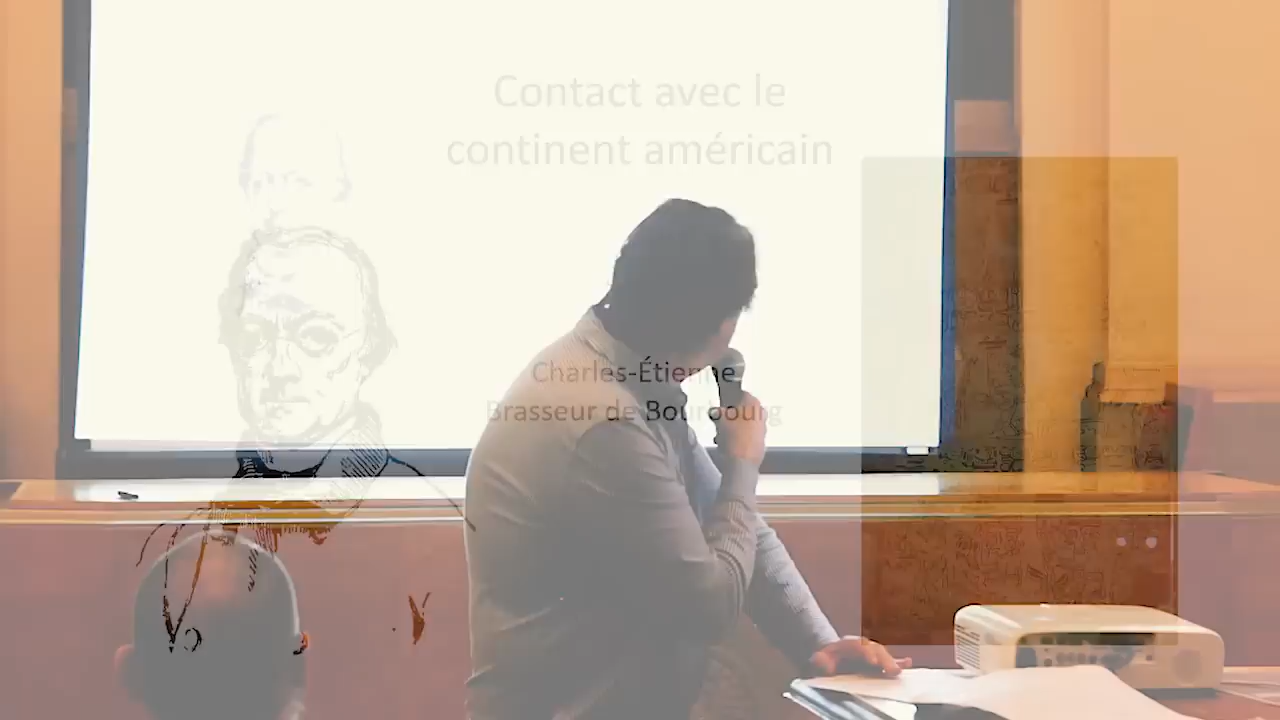 Contact avec le
continent américain
Charles-Étienne
Brasseur de Bourbourg